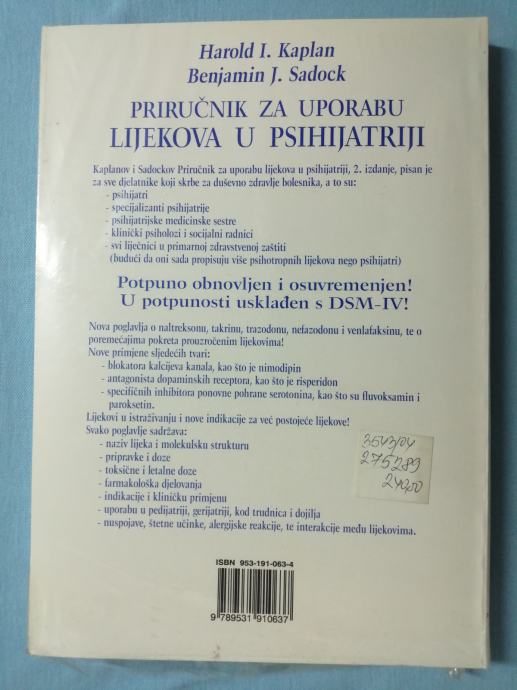 Harold I. Kaplan
Benjamin J. Sadock
PRIRUČNIK ZA UPORABU
LIJEKOVA U PSIHIJATRIJI
Kaplanov i Sadockov Priručnik za uporabu lijekova u psihijatriji, 2. izdanje, pisan je
za sve djelatnike koji skrbe za duševno zdravlje bolesnika, a to su:
- psihijatri
- specijalizanti psihijatrije
- psihijatrijske medicinske sestre
- klinički psiholozi i socijalni radnici
- svi liječnici u primarnoj zdravstvenoj zaštiti
(budući da oni sada propisuju više psihotropnih lijekova nego psihijatri)
Potpuno obnovljen i osuvremenjen!
U potpunosti usklađen s DSM-IV!
Nova poglavlja o naltreksonu, takrinu, trazodonu, nefazodonu i venlafaksinu, te o
poremećajima pokreta prouzročenim lijekovima!
Nove primjene sljedećih tvari:
- blokatora kalcijeva kanala, kao što je nimodipin
- antagonista dopaminskih receptora, kao što je risperidon
- specifičnih inhibitora ponovne pohrane serotonina, kao što su fluvoksamin i
paroksetin.
Lijekovi u istraživanju i nove indikacije za već postojeće lijekove!
Svako poglavlje sadržava:
- naziv lijeka i molekulsku strukturu
- pripravke i doze
- toksične i letalne doze
- farmakološka djelovanja
- indikacije i kliničku primjenu
- uporabu u pedijatriji, gerijatriji, kod trudnica i dojilja
- nuspojave, štetne učinke, alergijske reakcije, te interakcije među lijekovima.
3543/04
275289
240,00
ISBN 953-191-063-4
9 789531 910637